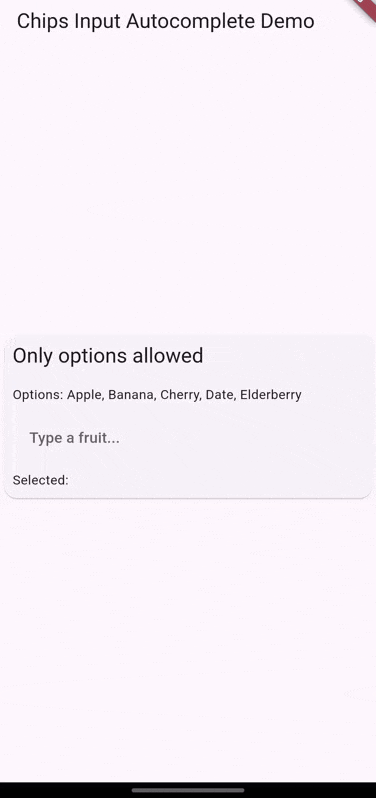 Chips Input Autocomplete Demo
Only options allowed
Options: Apple, Banana, Cherry, Date, Elderberry
Type a fruit...
Selected: